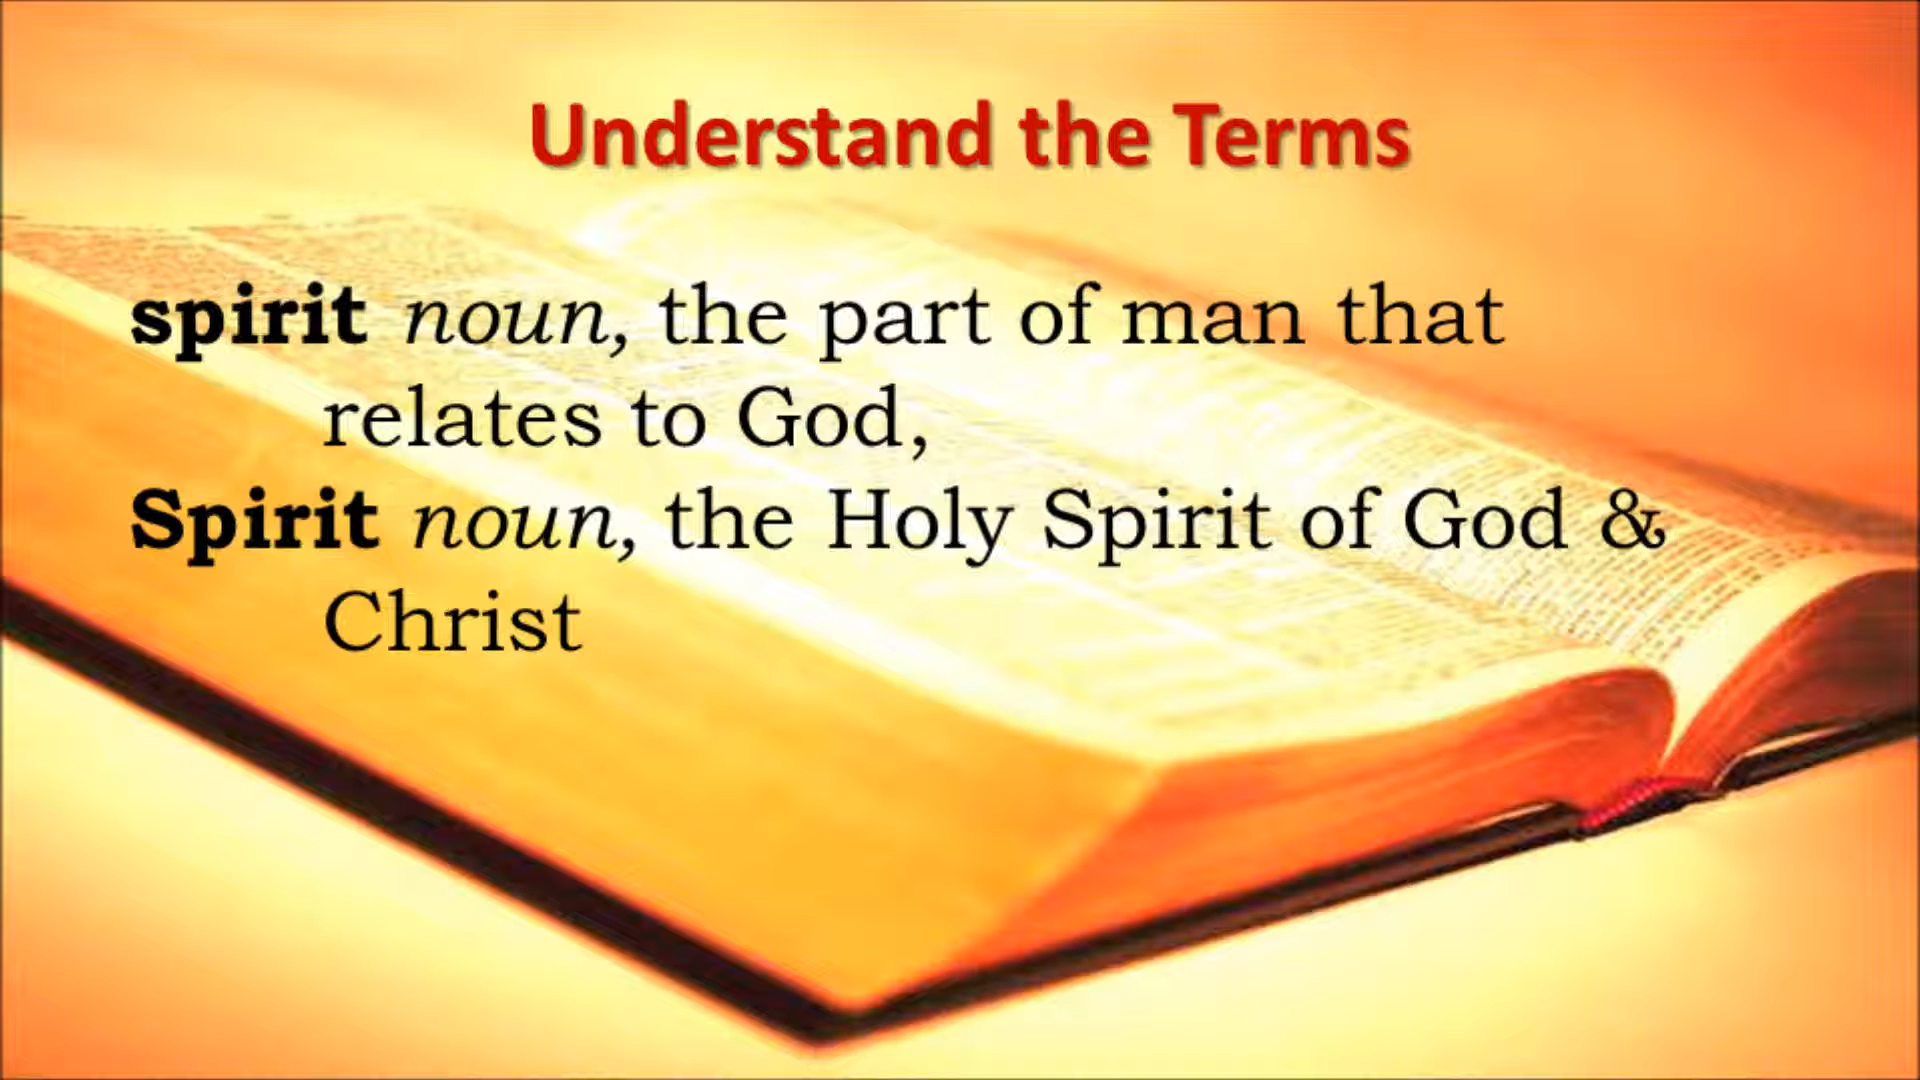 Understand the Terms
spirit noun, the part of man that
relates to God,
Spirit noun, the Holy Spirit of God &
Christ